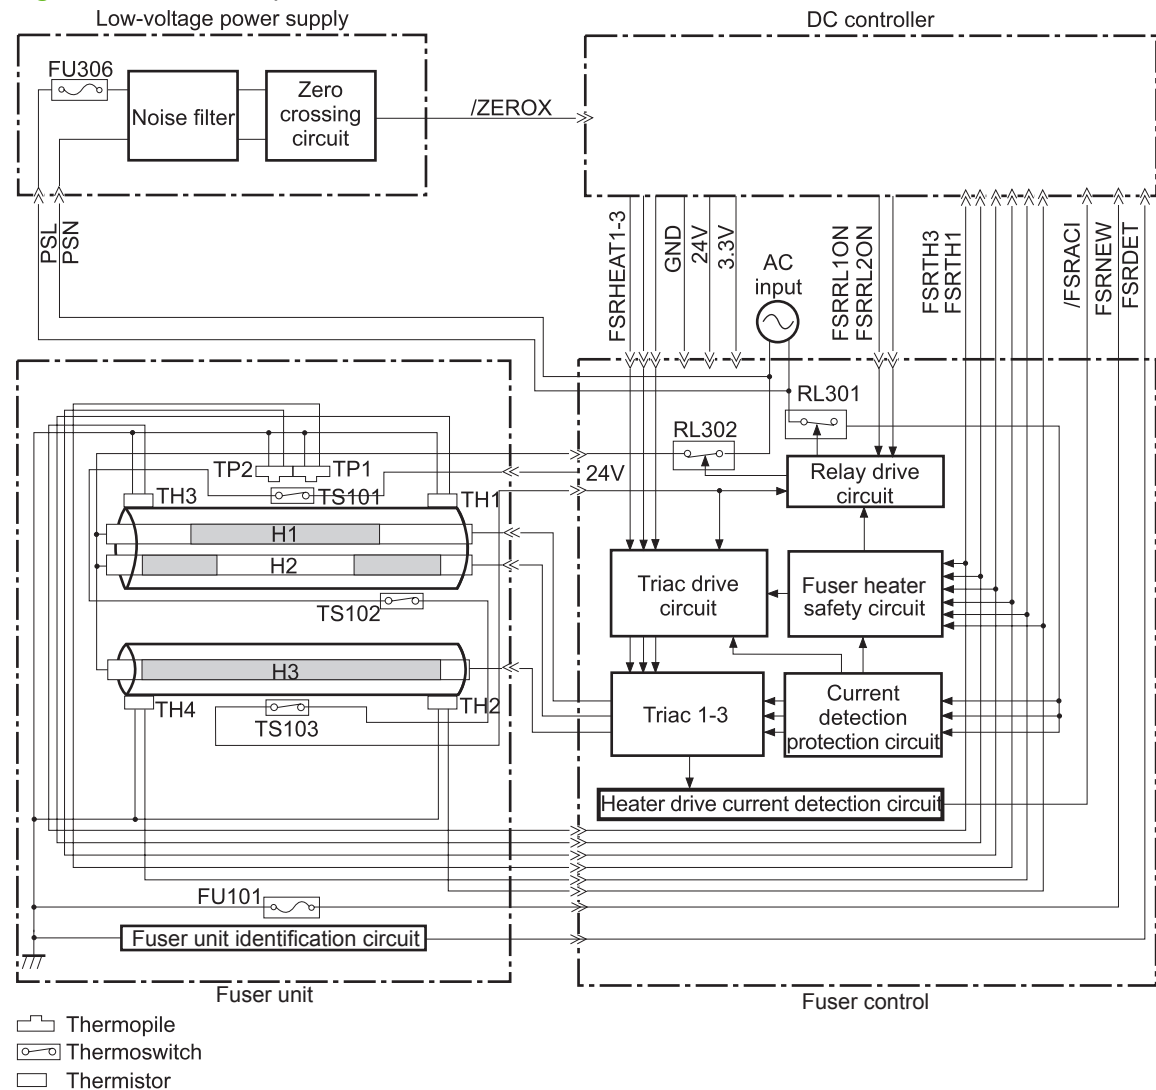 Low-voltage power supply
DC controller
FU306
Noise filter
Zero
crossing
circuit
/ZEROX
PSL
PSN
FSRHEAT1-3
GND
24V
3.3V
AC
input
FSRRL1ON
FSRRL2ON
FSRTH3
FSRTH1
/FSRACI
FSRNEW
FSRDET
RL301
RL302
24V
Relay drive
circuit
TP2
TP1
TH3
TS101
TH1
H1
H2
TS102
Triac drive
circuit
Fuser heater
safety circuit
H3
TH4
TH2
TS103
Triac 1-3
Current
detection
protection circuit
Heater drive current detection circuit
FU101
Fuser unit identification circuit
Fuser unit
Fuser control
Thermopile
Thermoswitch
Thermistor